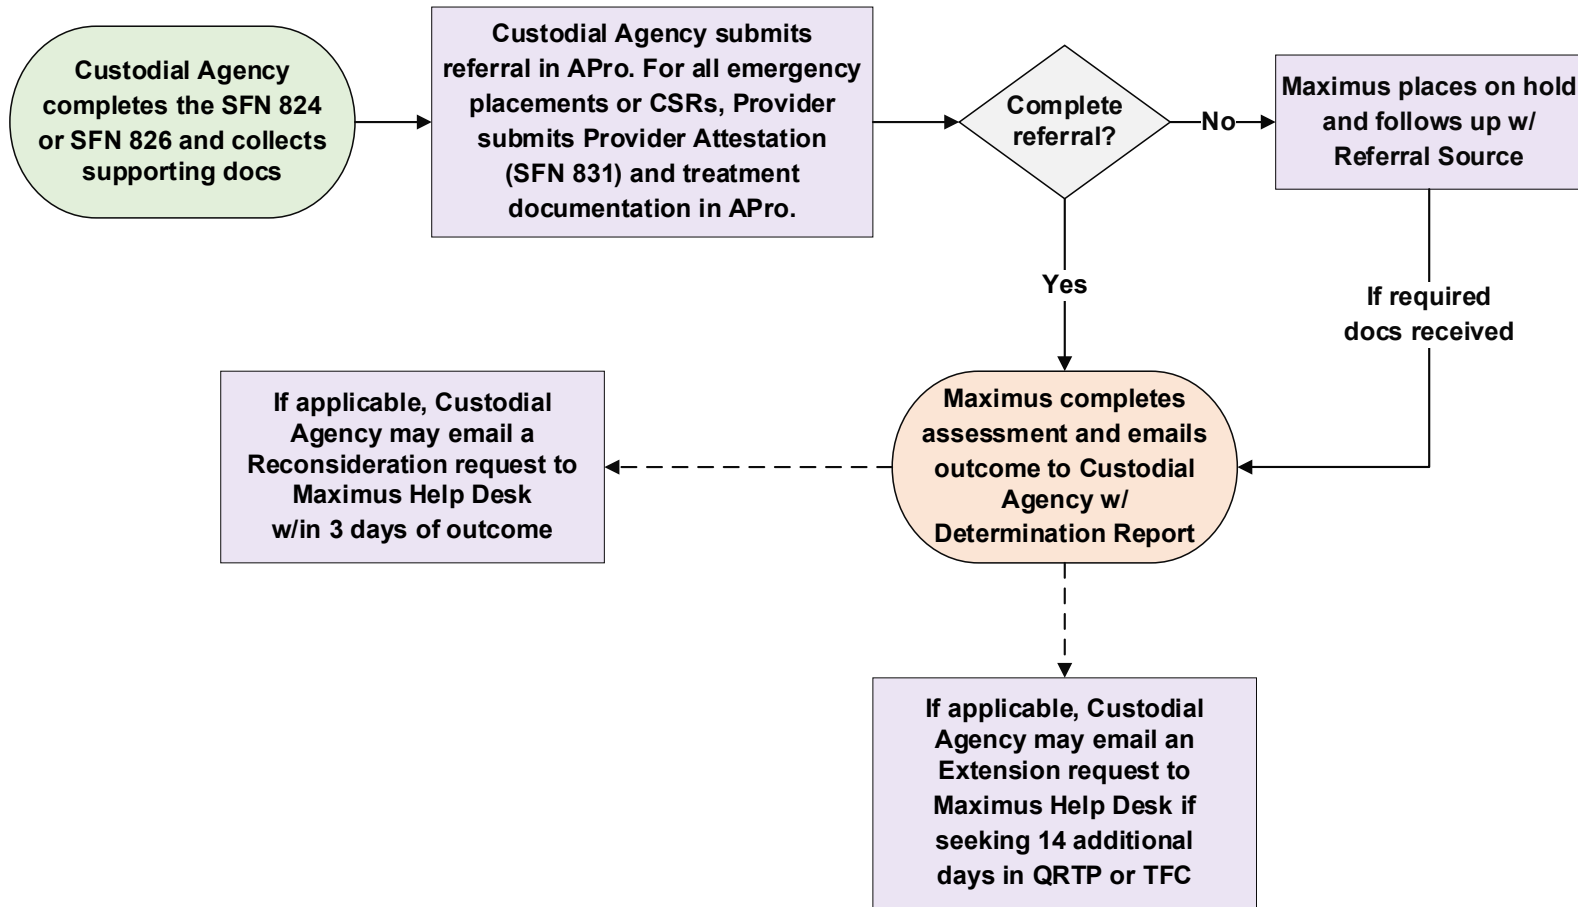 Custodial Agency
completes the SFN 824
or SFN 826 and collects
supporting docs
Custodial Agency submits
referral in APro. For all emergency
placements or CSRs, Provider
submits Provider Attestation
(SFN 831) and treatment
documentation in APro.
Complete
referral?
No
Maximus places on hold
and follows up w/
Referral Source
Yes
If required
docs received
Maximus completes
assessment and emails
outcome to Custodial
Agency w/
Determination Report
If applicable, Custodial
Agency may email a
Reconsideration request to
Maximus Help Desk
w/in 3 days of outcome
If applicable, Custodial
Agency may email an
Extension request to
Maximus Help Desk if
seeking 14 additional
days in QRTP or TFC